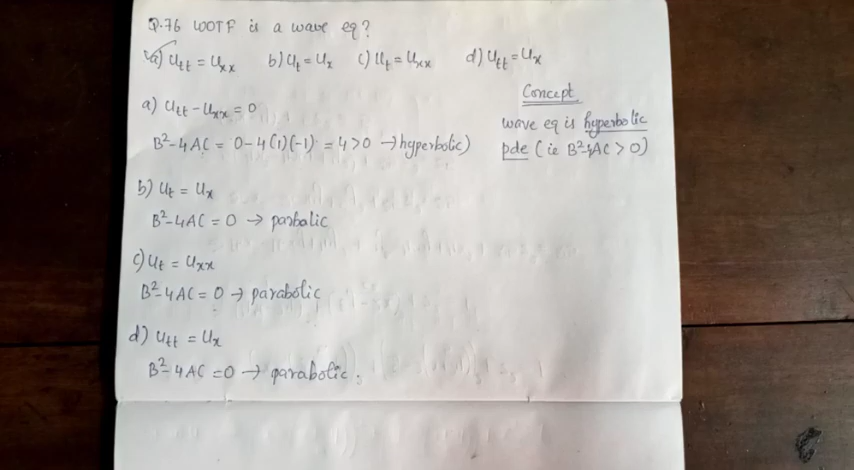 Q.76 WOTF is a wave eq?
a) Utt = Uxx b) Ut = Ux c) Ut = Uxx d) Utt = Ux
Concept
wave eq is hyperbolic
pde (ie B²-4AC > 0)
a) Utt - Uxx = 0
B²-4AC = 0-4(1)(-1) = 4>0 → hyperbolic)
b) Ut = Ux
B²-4AC = 0 → parbalic
c) Ut = Uxx
B²-4AC = 0 → parabolic
d) Utt = Ux
B²-4AC = 0 → parabolic.